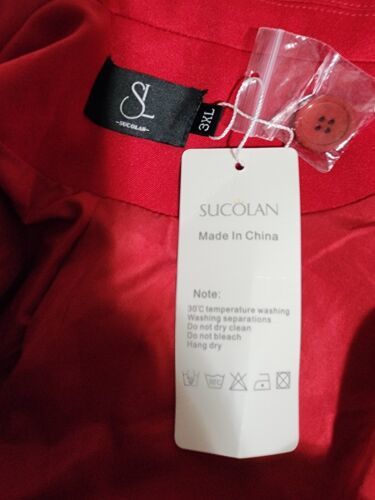 SL
-SUCOLAN-
3XL
SUCOLAN
Made In China
Note:
30°C temperature washing
Washing separations
Do not dry clean
Do not bleach
Hang dry